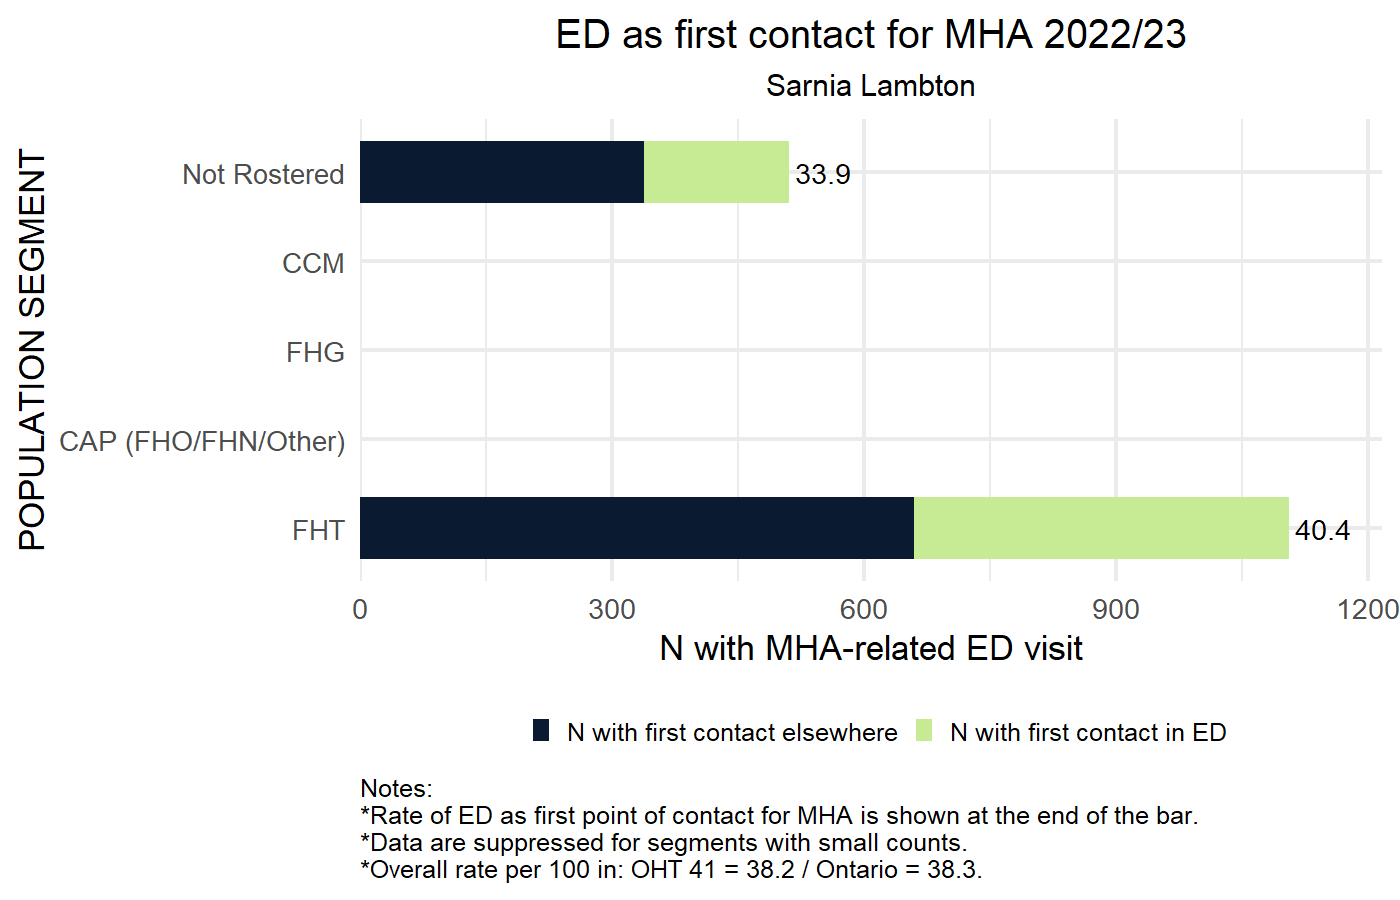 ED as first contact for MHA 2022/23
Sarnia Lambton
POPULATION SEGMENT
Not Rostered
33.9
CCM
FHG
CAP (FHO/FHN/Other)
FHT
40.4
0 300 600 900 1200
N with MHA-related ED visit
N with first contact elsewhere N with first contact in ED
Notes:
*Rate of ED as first point of contact for MHA is shown at the end of the bar.
*Data are suppressed for segments with small counts.
*Overall rate per 100 in: OHT 41 = 38.2 / Ontario = 38.3.